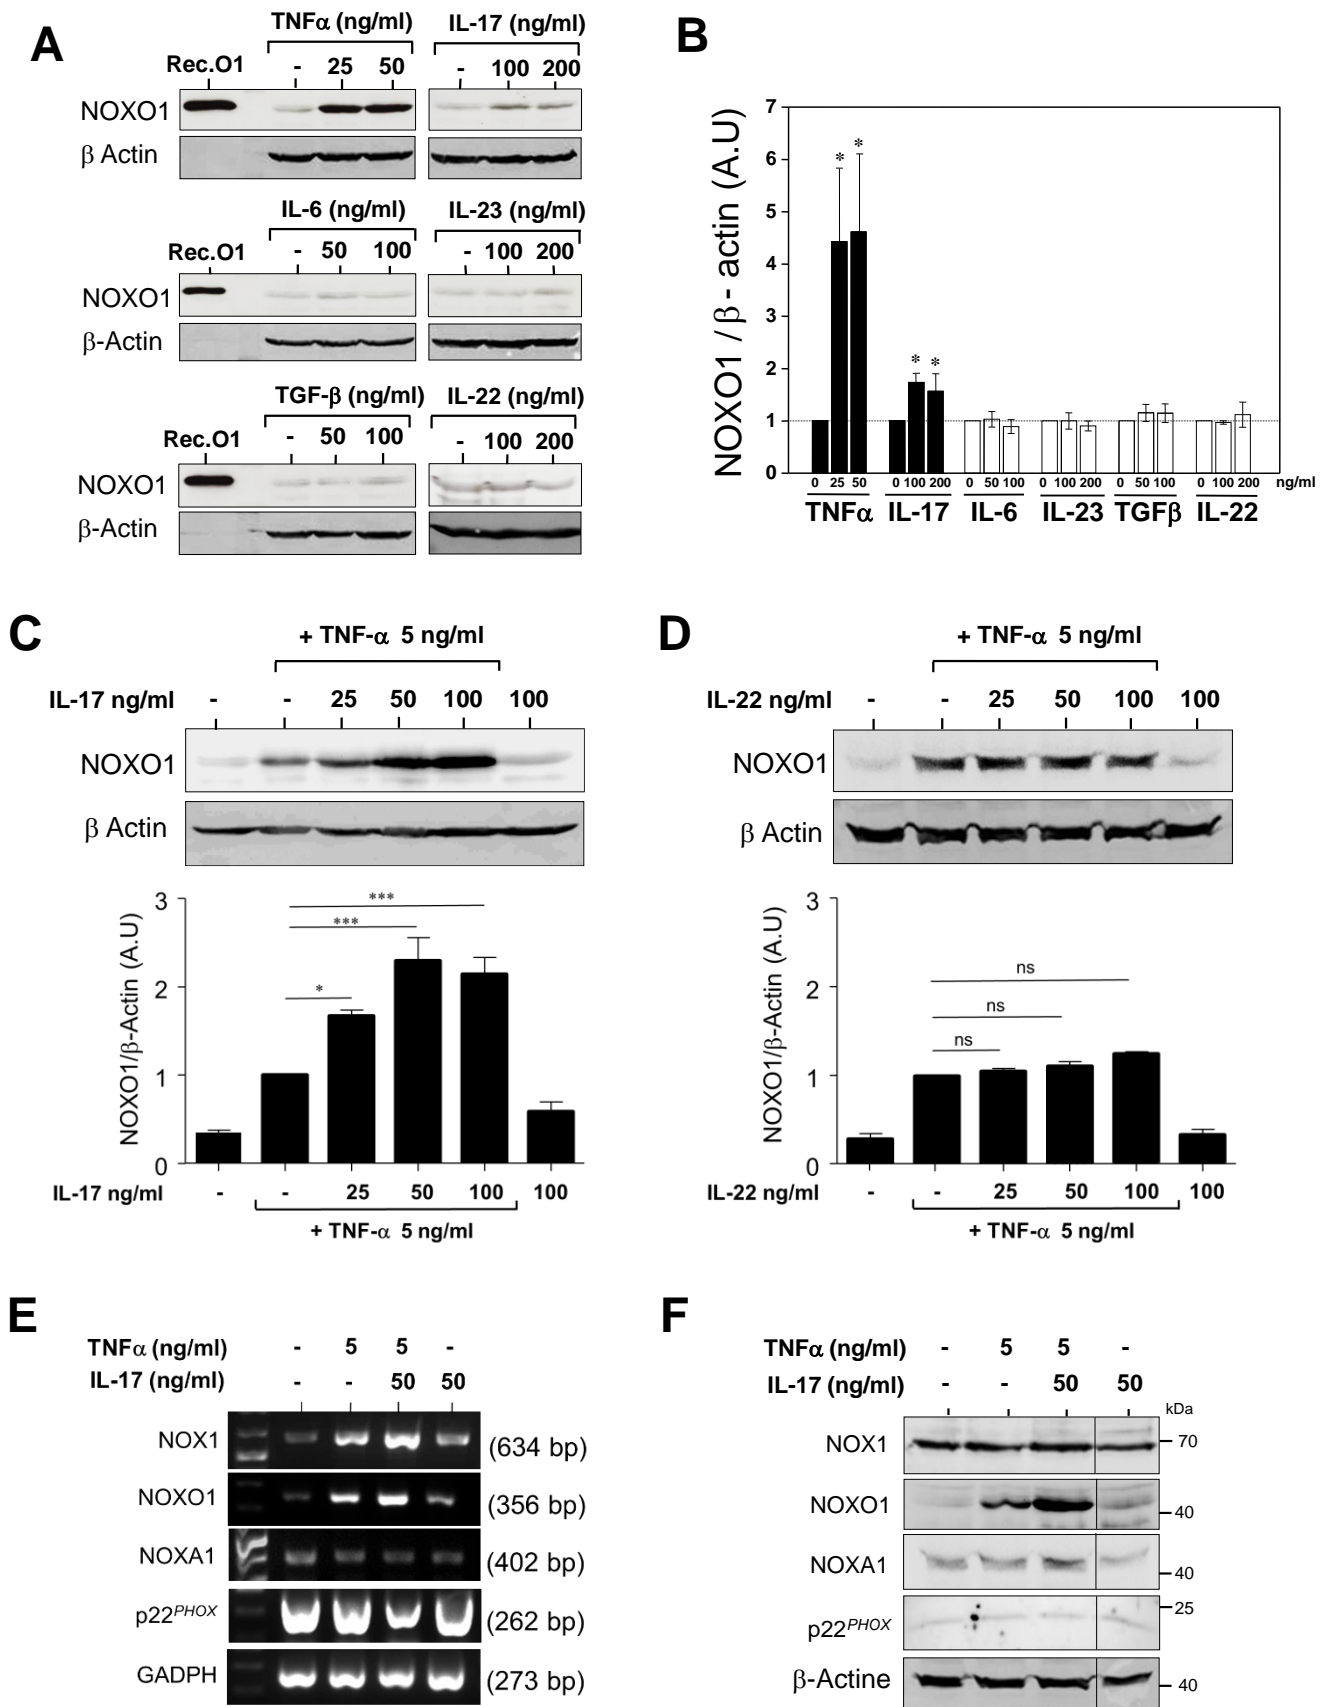 A
TNFα (ng/ml)
IL-17 (ng/ml)
Rec.O1
- 25 50
- 100 200
NOXO1
β Actin
IL-6 (ng/ml)
IL-23 (ng/ml)
Rec.O1
- 50 100
- 100 200
NOXO1
β-Actin
TGF-β (ng/ml)
IL-22 (ng/ml)
Rec.O1
- 50 100
- 100 200
NOXO1
β-Actin
B
NOXO1 / β- actin (A.U)
7
6
5
4
3
2
1
0
* * * *
0 25 50 0 100 200 0 50 100 0 100 200 0 50 100 0 100 200 ng/ml
TNFα IL-17 IL-6 IL-23 TGFβ IL-22
C
+ TNF-α 5 ng/ml
IL-17 ng/ml - - 25 50 100 100
NOXO1
β Actin
NOXO1/β-Actin (A.U)
3
2
1
0
***
***
*
IL-17 ng/ml - - 25 50 100 100
+ TNF-α 5 ng/ml
D
+ TNF-α 5 ng/ml
IL-22 ng/ml - - 25 50 100 100
NOXO1
β Actin
NOXO1/β-Actin (A.U)
3
2
1
0
ns
ns
ns
IL-22 ng/ml - - 25 50 100 100
+ TNF-α 5 ng/ml
E
TNFα (ng/ml) - 5 5 -
IL-17 (ng/ml) - - 50 50
NOX1 (634 bp)
NOXO1 (356 bp)
NOXA1 (402 bp)
p22PHOX (262 bp)
GADPH (273 bp)
F
TNFα (ng/ml) - 5 5 -
IL-17 (ng/ml) - - 50 50
kDa
NOX1 70
NOXO1 40
NOXA1 40
p22PHOX 25
β-Actine 40